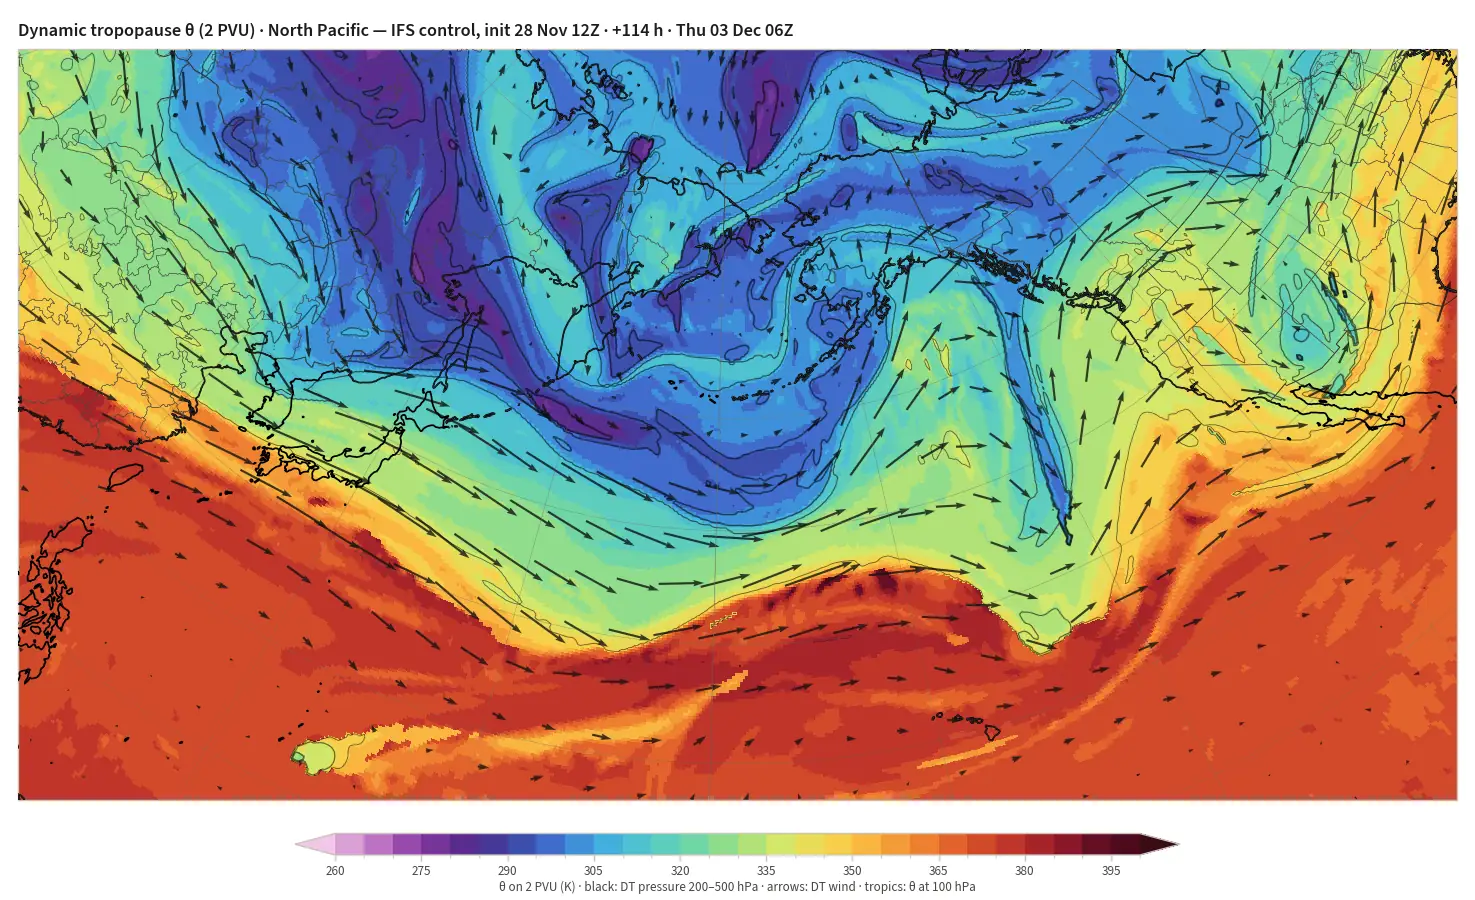 Dynamic tropopause θ (2 PVU) · North Pacific — IFS control, init 28 Nov 12Z · +114 h · Thu 03 Dec 06Z
260 275 290 305 320 335 350 365 380 395
θ on 2 PVU (K) · black: DT pressure 200–500 hPa · arrows: DT wind · tropics: θ at 100 hPa